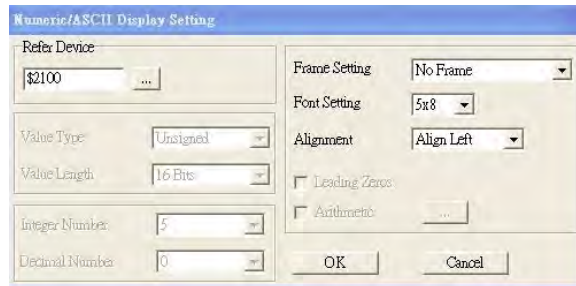 Numeric/ASCII Display Setting
Refer Device
$2100
...
Value Type
Unsigned
Value Length
16 Bits
Integer Number
5
Decimal Number
0
Frame Setting
No Frame
Font Setting
5x8
Alignment
Align Left
Leading Zeros
Arithmetic
...
OK
Cancel